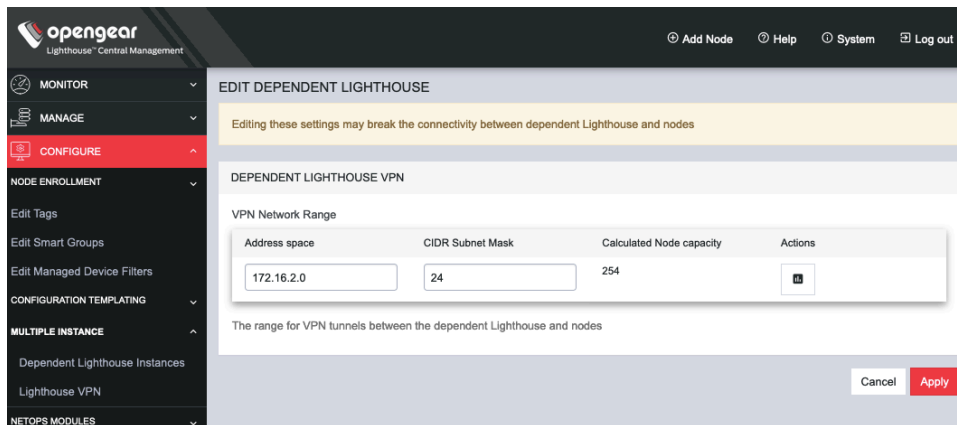 opengear
Lighthouse™ Central Management
Add Node
Help
System
Log out
MONITOR
MANAGE
CONFIGURE
NODE ENROLLMENT
Edit Tags
Edit Smart Groups
Edit Managed Device Filters
CONFIGURATION TEMPLATING
MULTIPLE INSTANCE
Dependent Lighthouse Instances
Lighthouse VPN
NETOPS MODULES
EDIT DEPENDENT LIGHTHOUSE
Editing these settings may break the connectivity between dependent Lighthouse and nodes
DEPENDENT LIGHTHOUSE VPN
VPN Network Range
Address space CIDR Subnet Mask Calculated Node capacity Actions
172.16.2.0 24 254
The range for VPN tunnels between the dependent Lighthouse and nodes
Cancel Apply